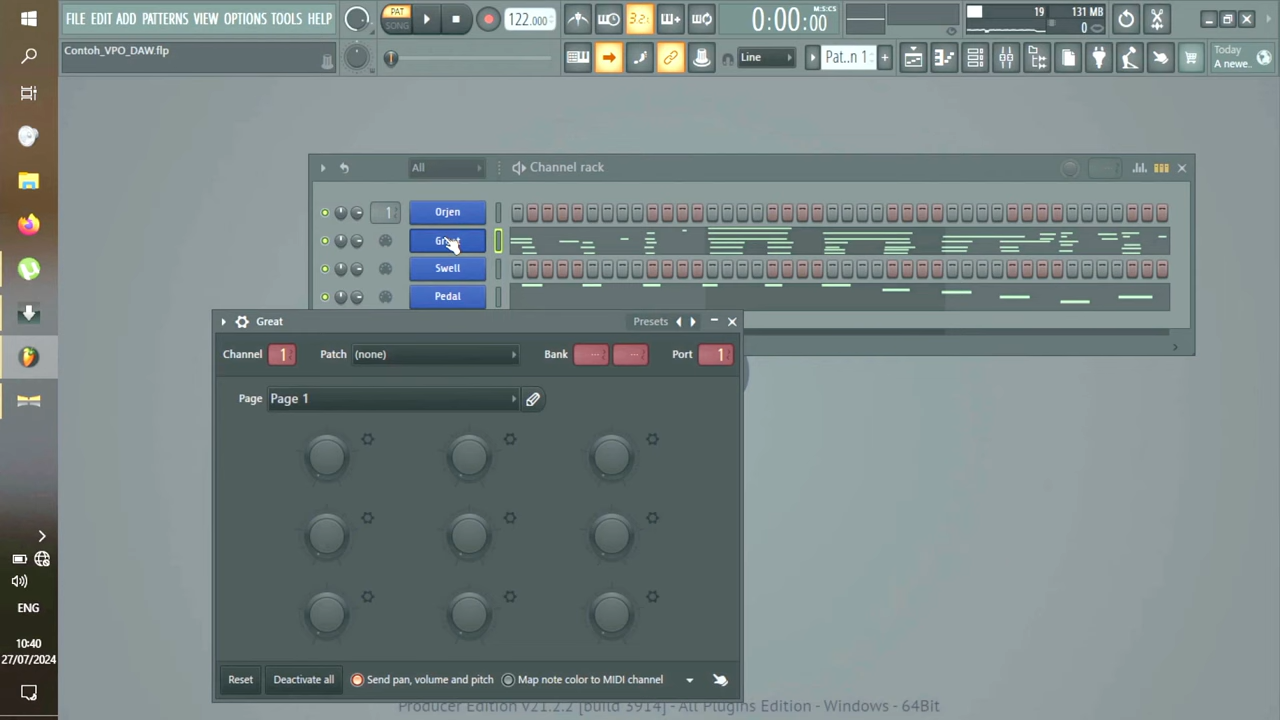 FILE EDIT ADD PATTERNS VIEW OPTIONS TOOLS HELP
PAT
SONG
122.000
3.2.
0:00:00
M:S:CS
19
131 MB
0
Contoh_VPO_DAW.flp
Line
Pat..n 1
+
Today
A newe..
All
Channel rack
1
Orjen
Swell
Pedal
Great
Presets
Channel
1
Patch
(none)
Bank
Port
1
Page
Page 1
Reset
Deactivate all
Send pan, volume and pitch
Map note color to MIDI channel
Producer Edition v21.2.2 [build 3914] - All Plugins Edition - Windows - 64Bit
ENG
10:40
27/07/2024